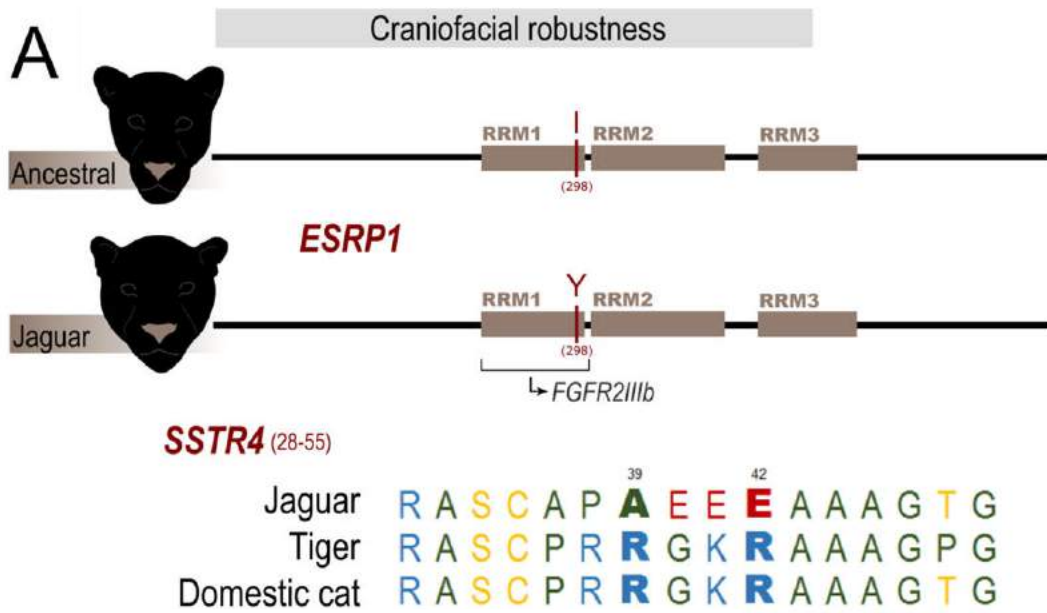 A
Craniofacial robustness
I
RRM1 RRM2 RRM3
(298)
Ancestral
ESRP1
Y
RRM1 RRM2 RRM3
(298)
Jaguar
FGFR2IIIb
SSTR4 (28-55)
39 42
Jaguar R A S C A P A E E E A A A G T G
Tiger R A S C P R R G K R A A A G P G
Domestic cat R A S C P R R G K R A A A G T G